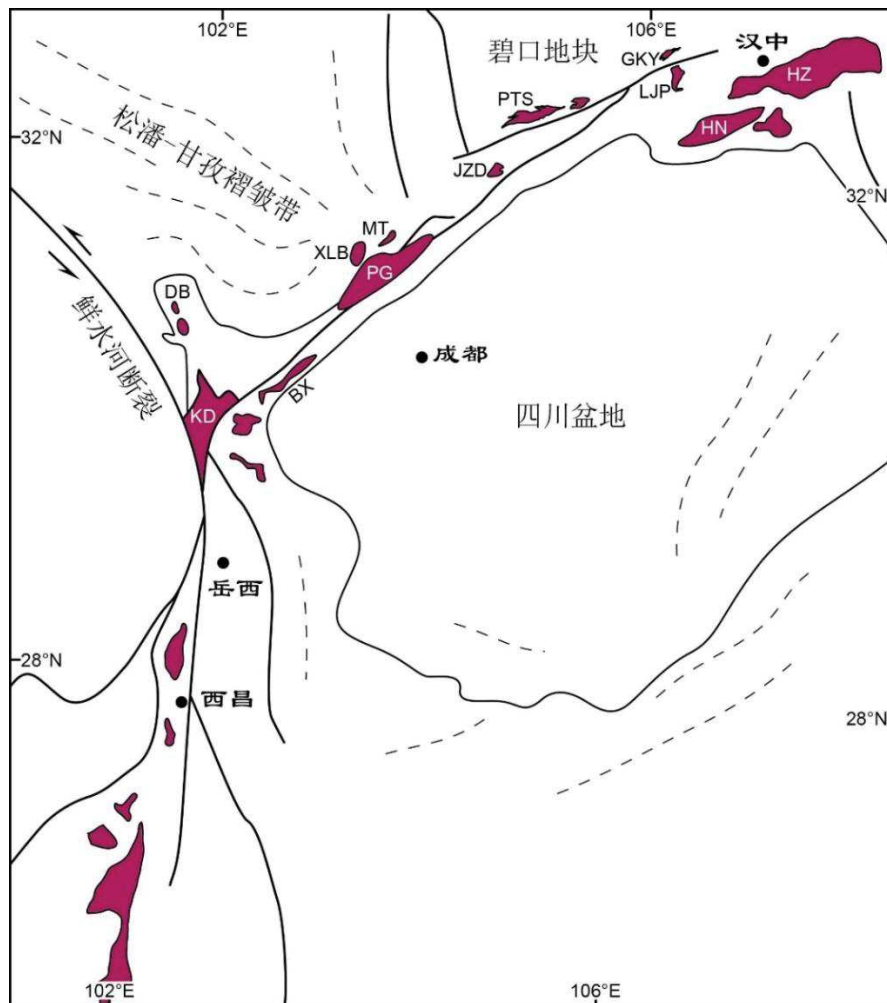 102°E
106°E
碧口地块
GKY
汉中
HZ
LJP
PTS
HN
32°N
松潘-甘孜褶皱带
JZD
32°N
MT
XLB
PG
DB
鲜水河断裂
成都
BX
KD
四川盆地
岳西
28°N
西昌
28°N
102°E
106°E